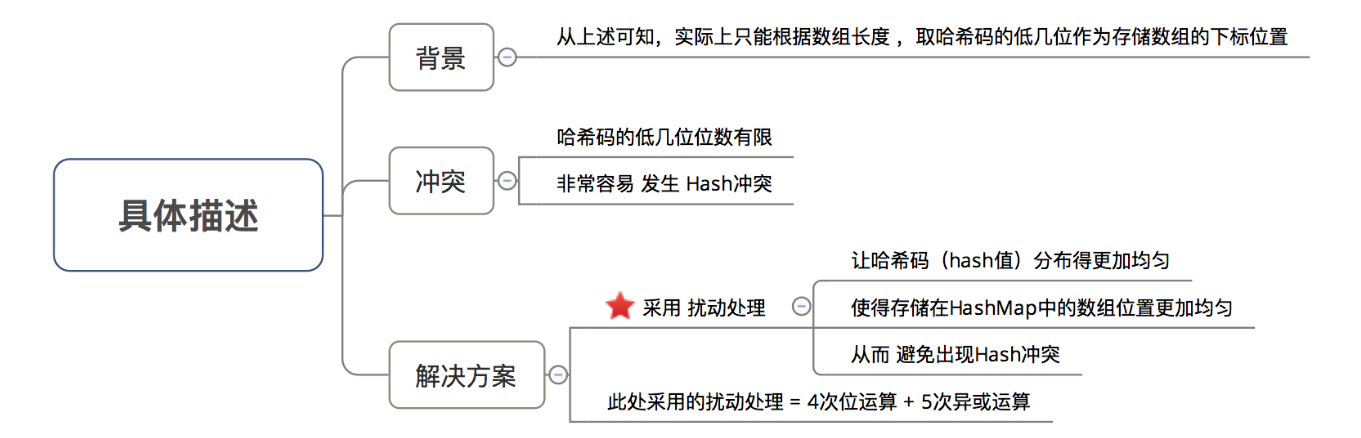 具体描述
背景
从上述可知，实际上只能根据数组长度 ，取哈希码的低几位作为存储数组的下标位置
冲突
哈希码的低几位位数有限
非常容易 发生 Hash冲突
解决方案
采用 扰动处理
让哈希码（hash值）分布得更加均匀
使得存储在HashMap中的数组位置更加均匀
从而 避免出现Hash冲突
此处采用的扰动处理 = 4次位运算 + 5次异或运算